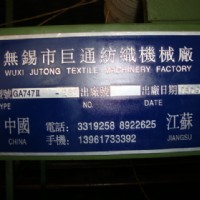 無錫市巨通紡織機械廠
WUXI JUTONG TEXTILE MACHINERY FACTORY
型號 GA747Ⅱ- 出廠號 出廠日期
TYPE NO. DATE
中國 電話: 3319258 8922625 江蘇
CHINA 手機: 13961733392 JIANGSU